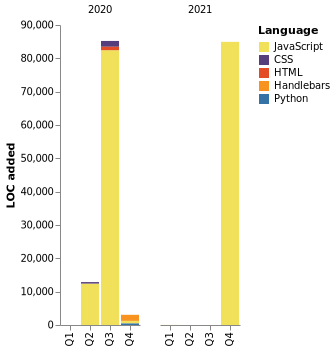 2020
2021
LOC added
90,000
80,000
70,000
60,000
50,000
40,000
30,000
20,000
10,000
0
Q1
Q2
Q3
Q4
Q1
Q2
Q3
Q4
Language
JavaScript
CSS
HTML
Handlebars
Python